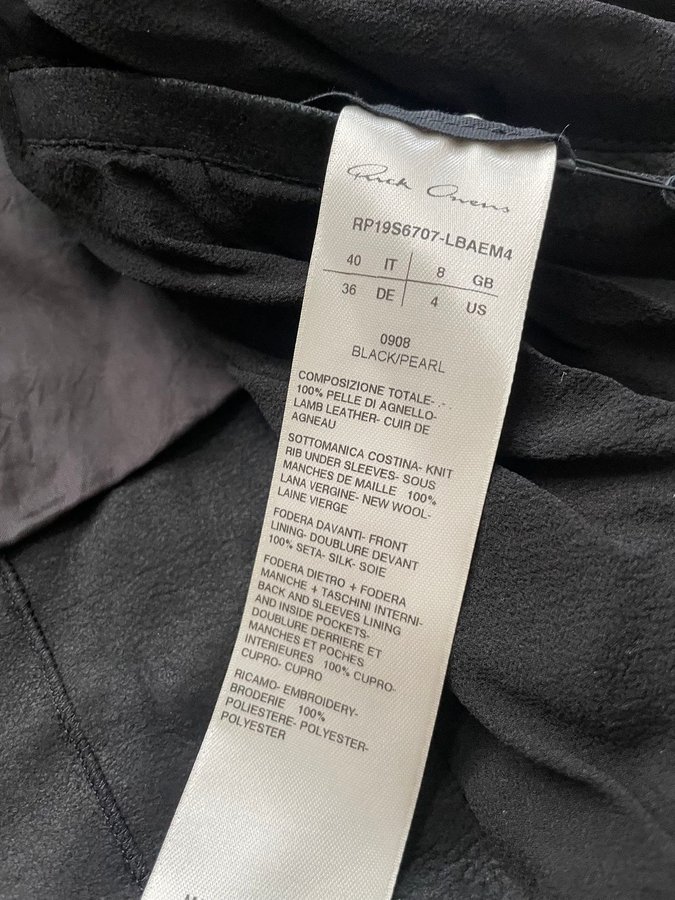 Rick Owens
RP19S6707-LBAEM4
40 IT 8 GB
36 DE 4 US
0908
BLACK/PEARL
COMPOSIZIONE TOTALE- .-
100% PELLE DI AGNELLO-
LAMB LEATHER- CUIR DE
AGNEAU
SOTTOMANICA COSTINA- KNIT
RIB UNDER SLEEVES- SOUS
MANCHES DE MAILLE 100%
LANA VERGINE- NEW WOOL-
LAINE VIERGE
FODERA DAVANTI- FRONT
LINING- DOUBLURE DEVANT
100% SETA- SILK- SOIE
FODERA DIETRO + FODERA
MANICHE + TASCHINI INTERNI-
BACK AND SLEEVES LINING
AND INSIDE POCKETS-
DOUBLURE DERRIERE ET
MANCHES ET POCHES
INTERIEURES 100% CUPRO-
CUPRO- CUPRO
RICAMO- EMBROIDERY-
BRODERIE 100%
POLIESTERE- POLYESTER-
POLYESTER